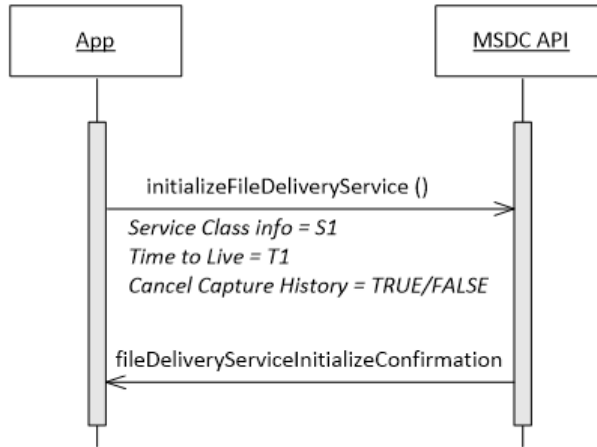 App
MSDC API
initializeFileDeliveryService ()
Service Class info = S1
Time to Live = T1
Cancel Capture History = TRUE/FALSE
fileDeliveryServiceInitializeConfirmation